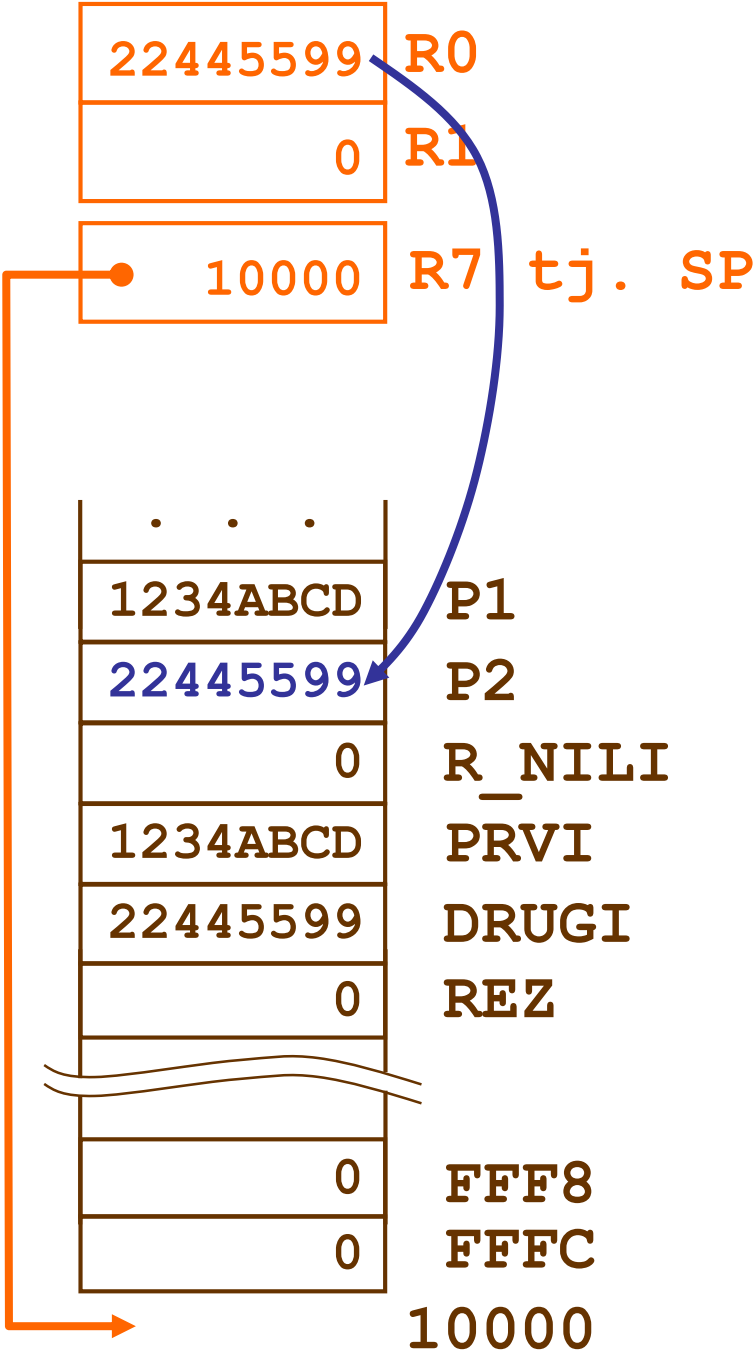 22445599 R0
0 R1
10000 R7 tj. SP
. . .
1234ABCD P1
22445599 P2
0 R_NILI
1234ABCD PRVI
22445599 DRUGI
0 REZ
0 FFF8
0 FFFC
10000